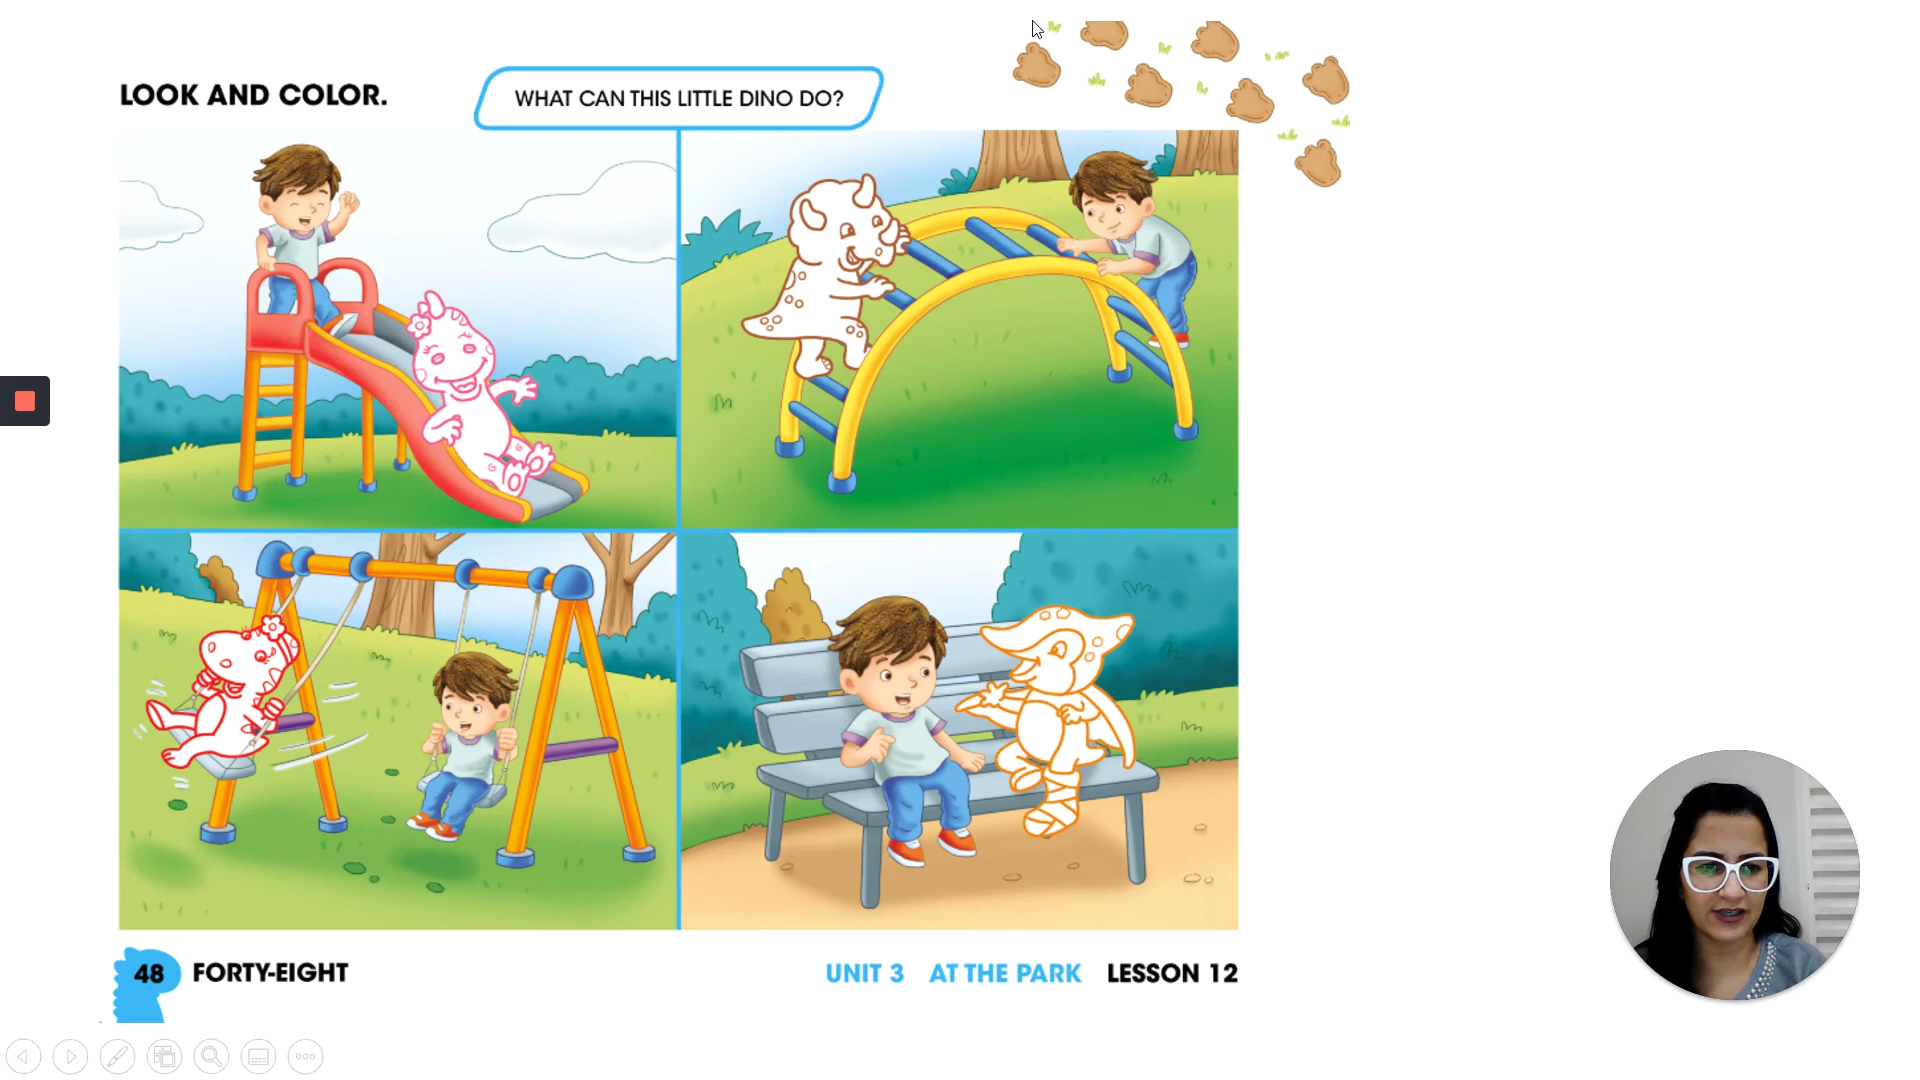 LOOK AND COLOR.
WHAT CAN THIS LITTLE DINO DO?
48 FORTY-EIGHT
UNIT 3 AT THE PARK LESSON 12